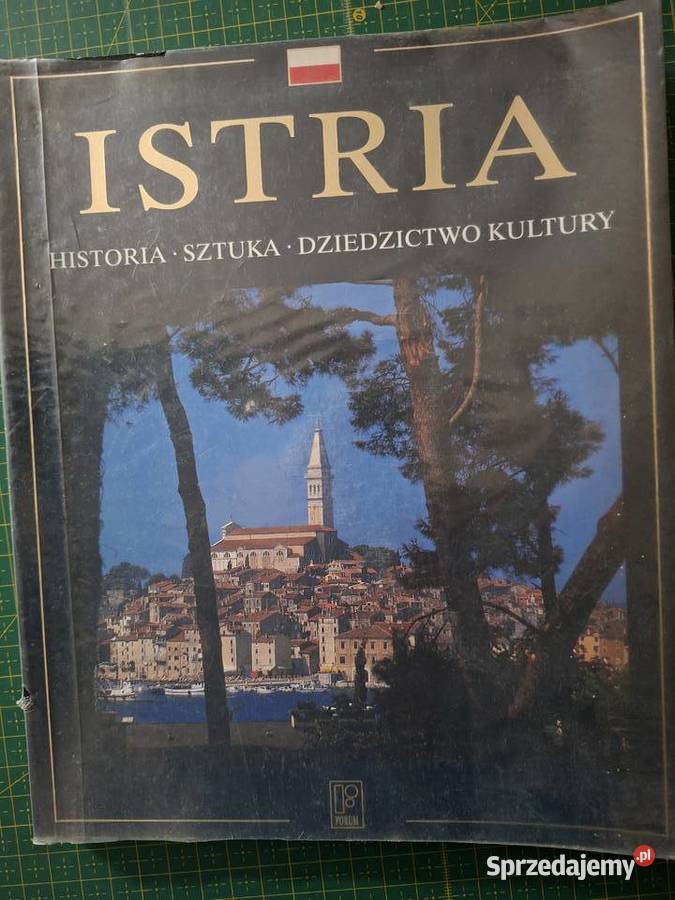 ISTRIA
HISTORIA · SZTUKA · DZIEDZICTWO KULTURY
FORUM
Sprzedajemy.pl